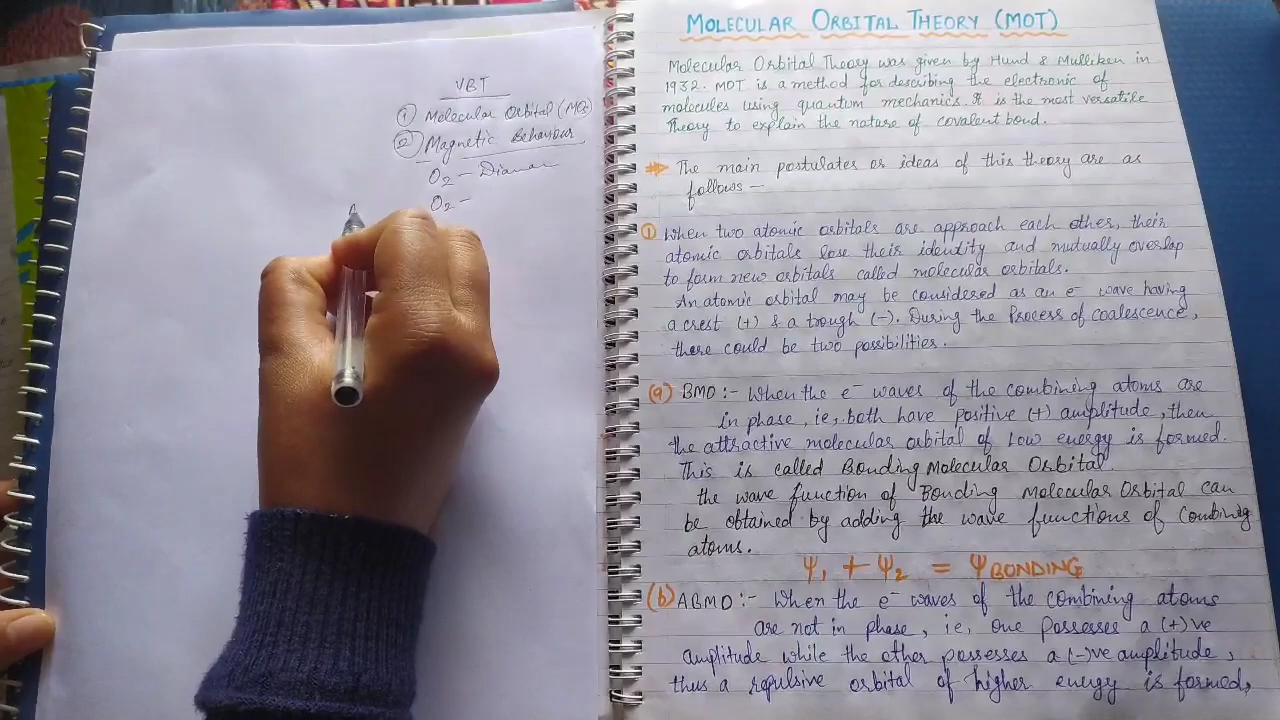 VBT
① Molecular Orbital (MO)
② Magnetic Behaviour
O2 - Diama
O2 -
MOLECULAR ORBITAL THEORY (MOT)
Molecular Orbital Theory was given by Hund & Mulliken in
1932. MOT is a method for describing the electronic of
molecules using quantum mechanics. It is the most versatile
Theory to explain the nature of covalent bond.
The main postulates or ideas of this theory are as
follows -
① When two atomic orbitals are approach each other, their
atomic orbitals lose their identity and mutually overlap
to form new orbitals called molecular orbitals.
An atomic orbital may be considered as an e⁻ wave having
a crest (+) & a trough (-). During the Process of coalescence,
there could be two possibilities.
(a) BMO :- When the e⁻ waves of the combining atoms are
in phase, ie, both have positive (+) amplitude, then
the attractive molecular orbital of Low energy is formed.
This is called Bonding Molecular Orbital.
the wave function of Bonding Molecular Orbital can
be obtained by adding the wave functions of Combining
atoms.
Ψ1 + Ψ2 = Ψ BONDING
(b) ABMO :- When the e⁻ waves of the combining atoms
are not in phase, ie, one possesses a (+)ve
amplitude while the other possesses (-)ve amplitude,
thus a repulsive orbital of higher energy is formed,